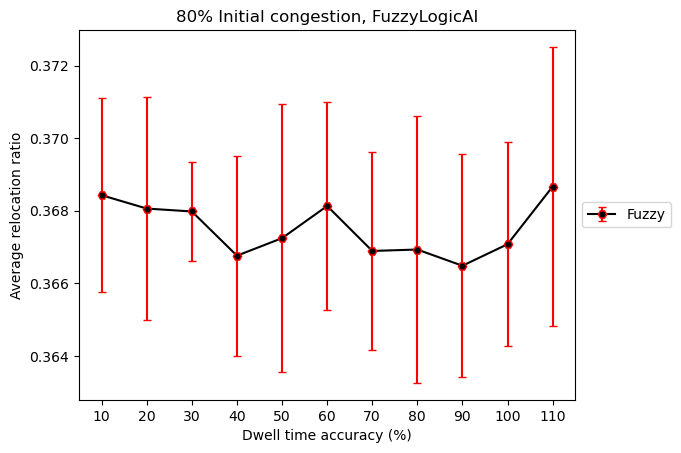 80% Initial congestion, FuzzyLogicAI
Average relocation ratio
0.372
0.370
0.368
0.366
0.364
10 20 30 40 50 60 70 80 90 100 110
Dwell time accuracy (%)
Fuzzy